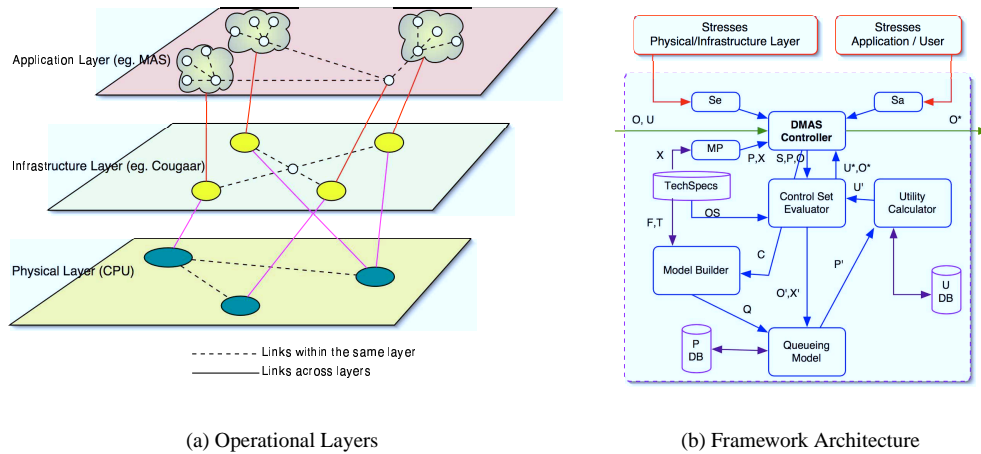 Application Layer (eg. MAS)
Infrastructure Layer (eg. Cougaar)
Physical Layer (CPU)
Links within the same layer
Links across layers
(a) Operational Layers
Stresses
Physical/Infrastructure Layer
Stresses
Application / User
Se
Sa
O, U
DMAS
Controller
O*
MP
X
P,X
S,P,O
U*,O*
TechSpecs
Control Set
Evaluator
U'
Utility
Calculator
OS
F,T
Model Builder
C
P'
O',X'
U
DB
Q
P
DB
Queueing
Model
(b) Framework Architecture